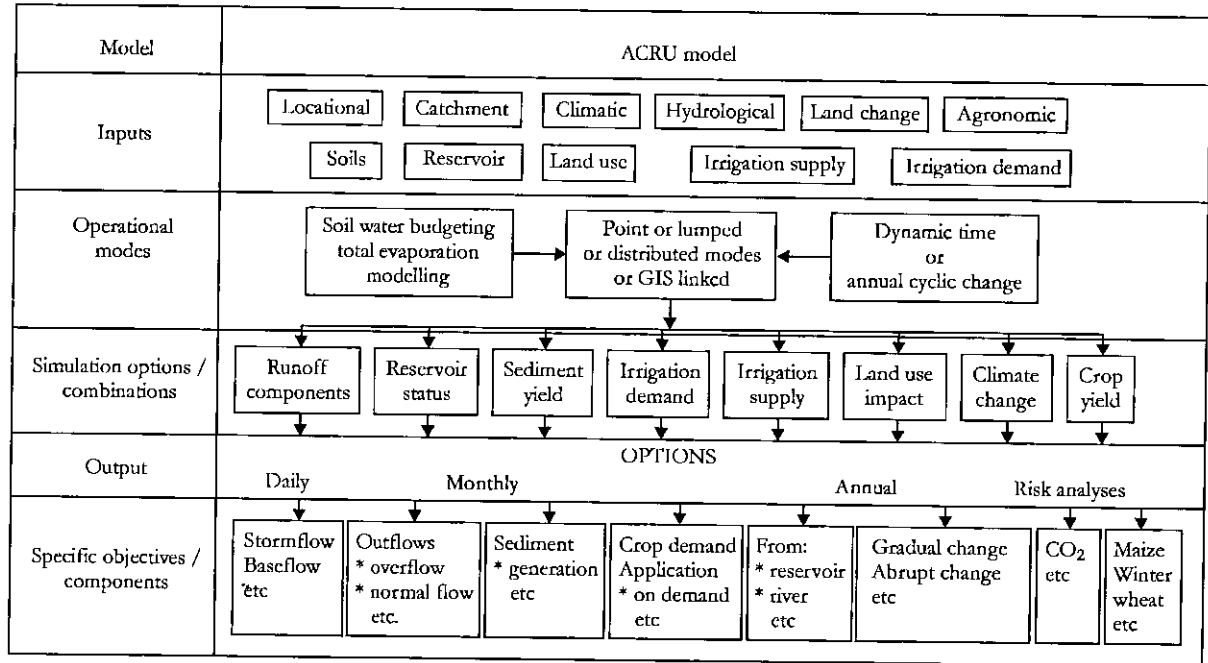 Model
ACRU model
Inputs
Locational Catchment Climatic Hydrological Land change Agronomic
Soils Reservoir Land use Irrigation supply Irrigation demand
Operational
modes
Soil water budgeting
total evaporation
modelling
Point or lumped
or distributed modes
or GIS linked
Dynamic time
or
annual cyclic change
Simulation options /
combinations
Runoff
components
Reservoir
status
Sediment
yield
Irrigation
demand
Irrigation
supply
Land use
impact
Climate
change
Crop
yield
Output
OPTIONS
Daily Monthly Annual Risk analyses
Specific objectives /
components
Stormflow
Baseflow
etc
Outflows
* overflow
* normal flow
etc.
Sediment
* generation
etc
Crop demand
Application
* on demand
etc
From:
* reservoir
* river
etc
Gradual change
Abrupt change
etc
CO2
etc
Maize
Winter
wheat
etc